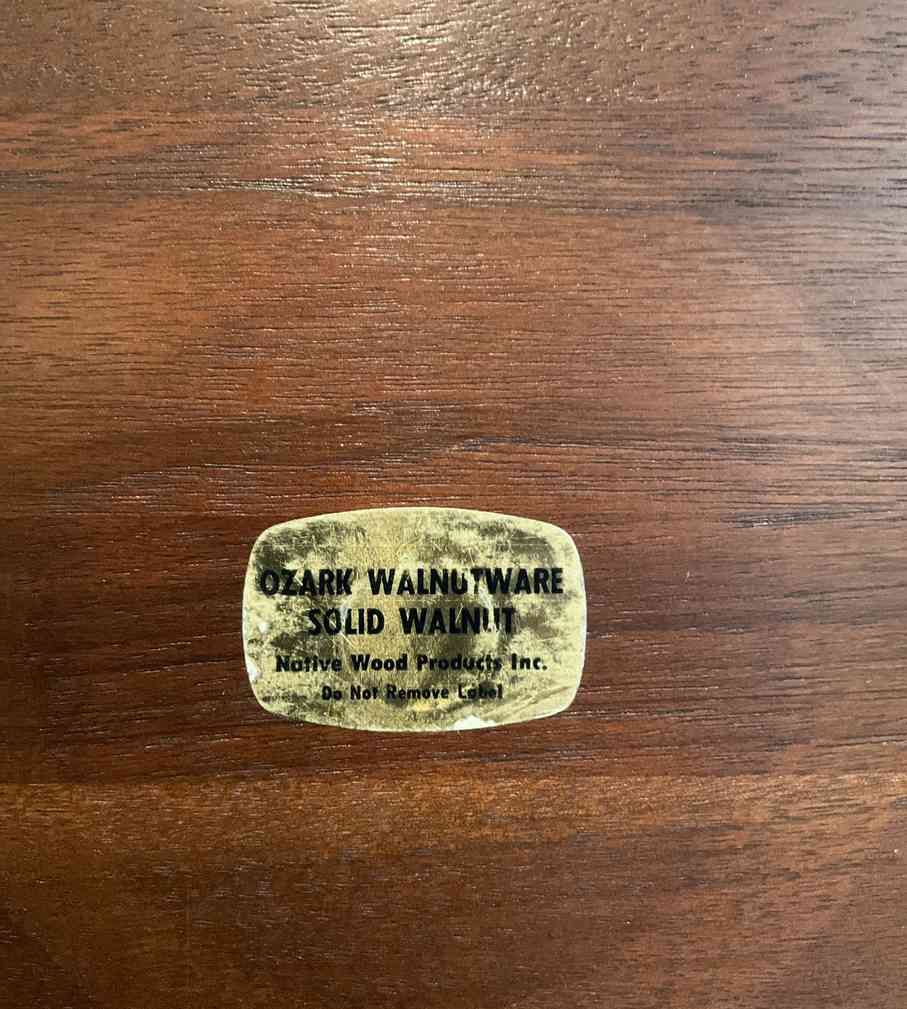 OZARK WALNUTWARE
SOLID WALNUT
Native Wood Products Inc.
Do Not Remove Label